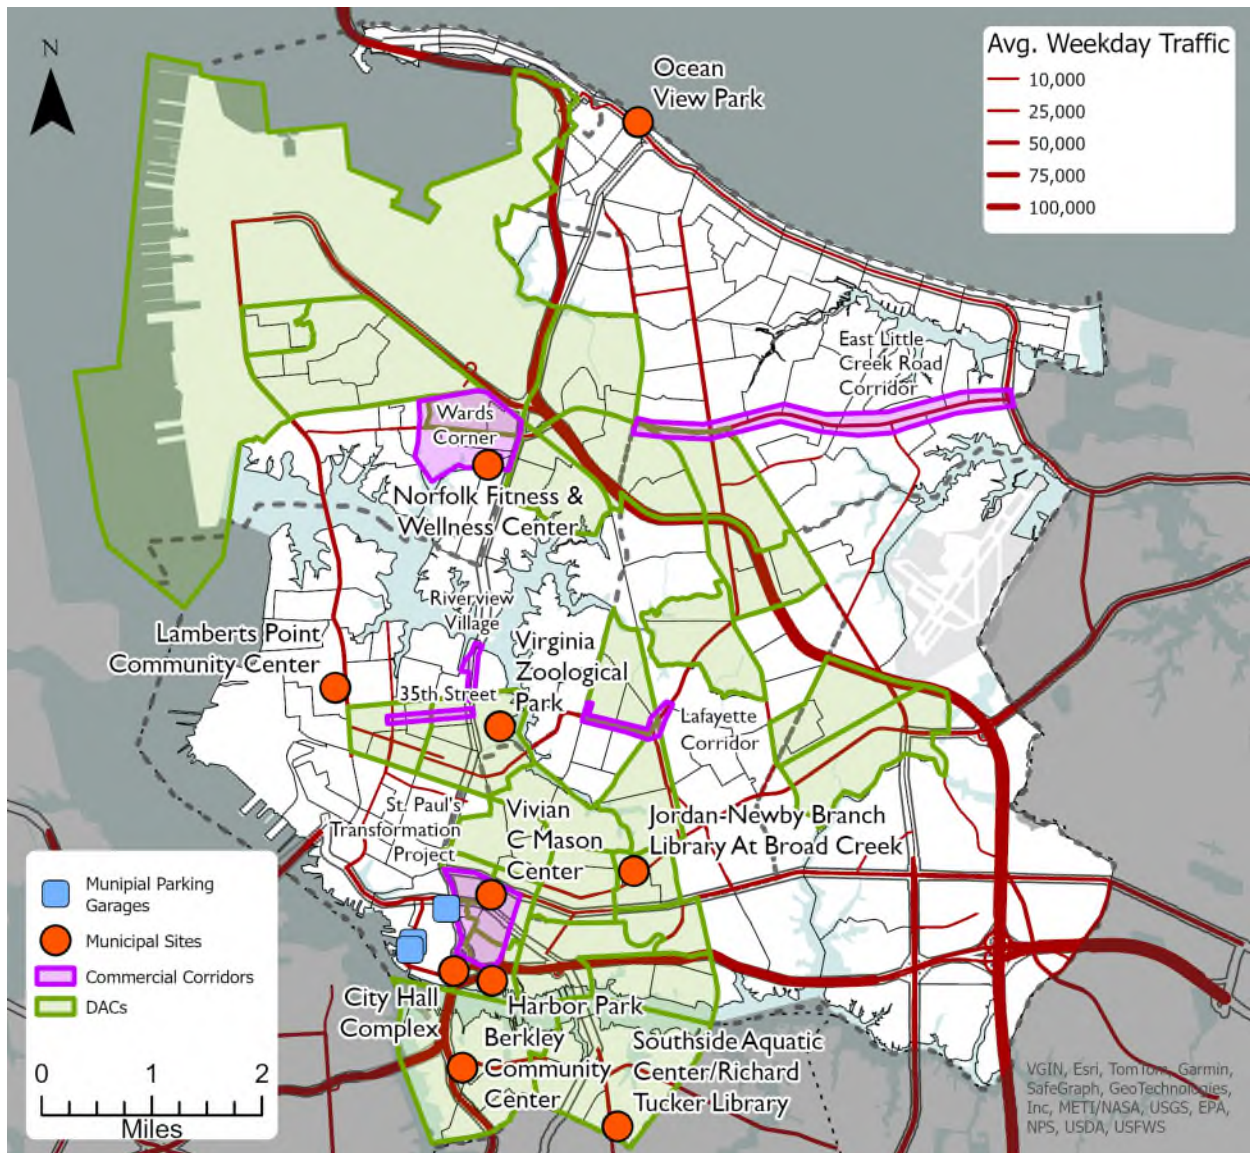 N
Avg. Weekday Traffic
10,000
25,000
50,000
75,000
100,000
Ocean
View Park
East Little
Creek Road
Corridor
Wards
Corner
Norfolk Fitness &
Wellness Center
Riverview
Village
Lamberts Point
Community Center
Virginia
Zoological
Park
35th Street
Lafayette
Corridor
St. Paul's
Transformation
Project
Vivian
C Mason
Center
Jordan-Newby Branch
Library At Broad Creek
Munipial Parking
Garages
Municipal Sites
Commercial Corridors
DACs
0 1 2
Miles
City Hall
Complex
Harbor Park
Berkley
Community
Center
Southside Aquatic
Center/Richard
Tucker Library
VGIN, Esri, TomTom, Garmin,
SafeGraph, GeoTechnologies,
Inc, METI/NASA, USGS, EPA,
NPS, USDA, USFWS